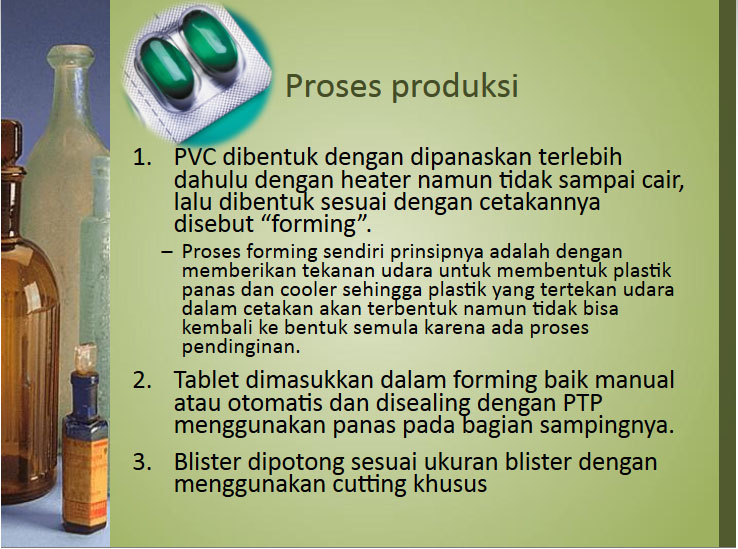 Proses produksi
1. PVC dibentuk dengan dipanaskan terlebih
dahulu dengan heater namun tidak sampai cair,
lalu dibentuk sesuai dengan cetakannya
disebut “forming”.
– Proses forming sendiri prinsipnya adalah dengan
memberikan tekanan udara untuk membentuk plastik
panas dan cooler sehingga plastik yang tertekan udara
dalam cetakan akan terbentuk namun tidak bisa
kembali ke bentuk semula karena ada proses
pendinginan.
2. Tablet dimasukkan dalam forming baik manual
atau otomatis dan disealing dengan PTP
menggunakan panas pada bagian sampingnya.
3. Blister dipotong sesuai ukuran blister dengan
menggunakan cutting khusus